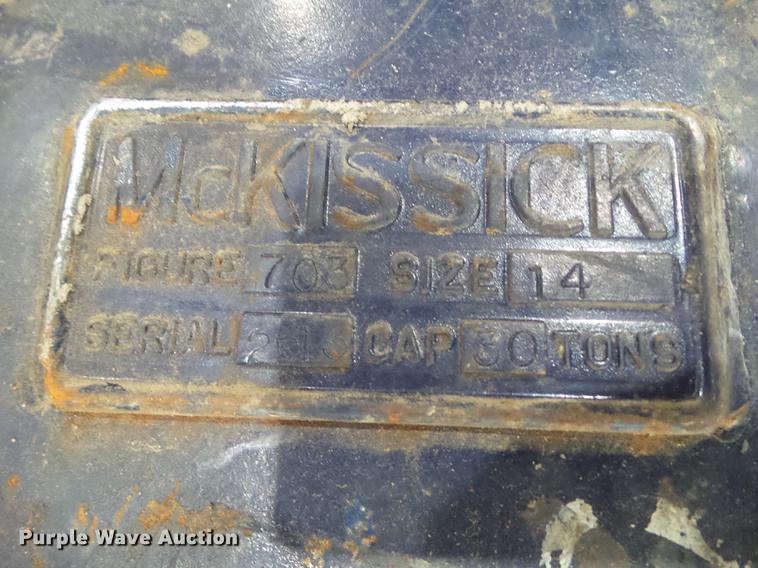 McKISSICK
FIGURE 703 SIZE 14
SERIAL CAP 30 TONS
Purple Wave Auction